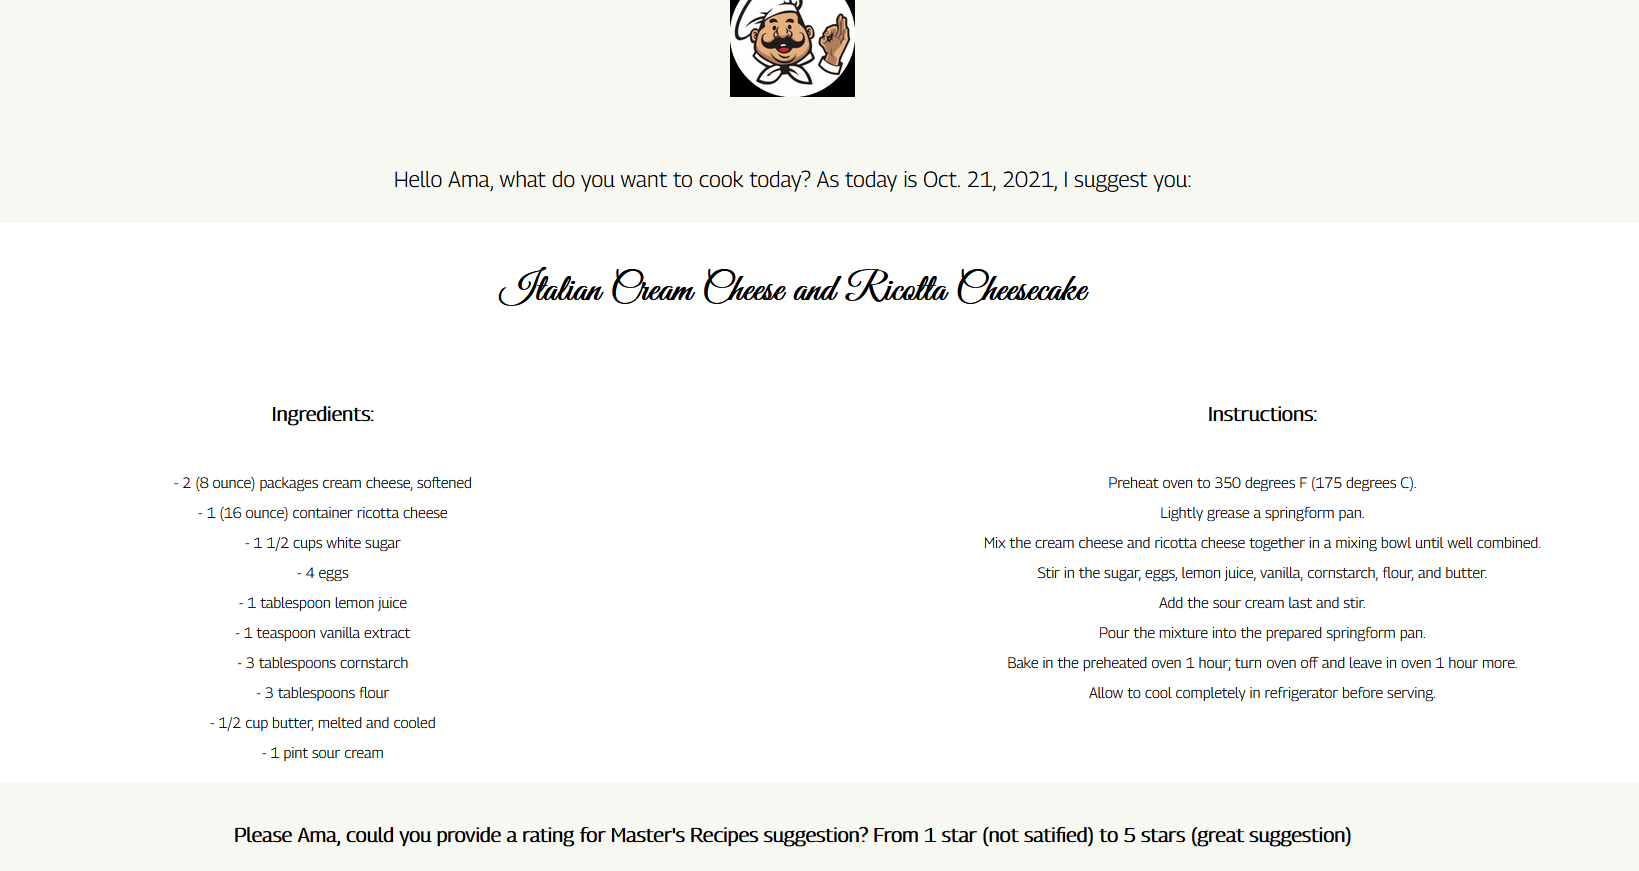 Hello Ama, what do you want to cook today? As today is Oct. 21, 2021, I suggest you:
Italian Cream Cheese and Ricotta Cheesecake
Ingredients:
- 2 (8 ounce) packages cream cheese, softened
- 1 (16 ounce) container ricotta cheese
- 1 1/2 cups white sugar
- 4 eggs
- 1 tablespoon lemon juice
- 1 teaspoon vanilla extract
- 3 tablespoons cornstarch
- 3 tablespoons flour
- 1/2 cup butter, melted and cooled
- 1 pint sour cream
Instructions:
Preheat oven to 350 degrees F (175 degrees C).
Lightly grease a springform pan.
Mix the cream cheese and ricotta cheese together in a mixing bowl until well combined.
Stir in the sugar, eggs, lemon juice, vanilla, cornstarch, flour, and butter.
Add the sour cream last and stir.
Pour the mixture into the prepared springform pan.
Bake in the preheated oven 1 hour; turn oven off and leave in oven 1 hour more.
Allow to cool completely in refrigerator before serving.
Please Ama, could you provide a rating for Master's Recipes suggestion? From 1 star (not satified) to 5 stars (great suggestion)